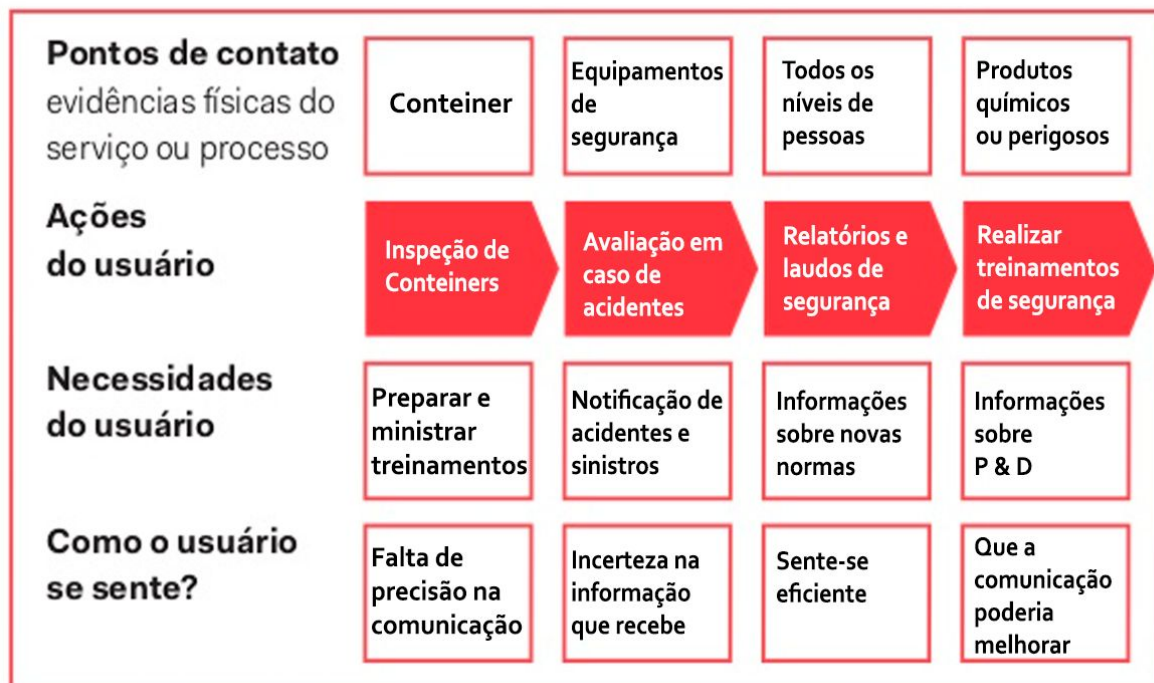 Pontos de contato
evidências físicas do
serviço ou processo
Conteiner
Equipamentos
de
segurança
Todos os
níveis de
pessoas
Produtos
químicos
ou perigosos
Ações
do usuário
Inspeção de
Conteiners
Avaliação em
caso de
acidentes
Relatórios e
laudos de
segurança
Realizar
treinamentos
de segurança
Necessidades
do usuário
Preparar e
ministrar
treinamentos
Notificação de
acidentes e
sinistros
Informações
sobre novas
normas
Informações
sobre
P & D
Como o usuário
se sente?
Falta de
precisão na
comunicação
Incerteza na
informação
que recebe
Sente-se
eficiente
Que a
comunicação
poderia
melhorar